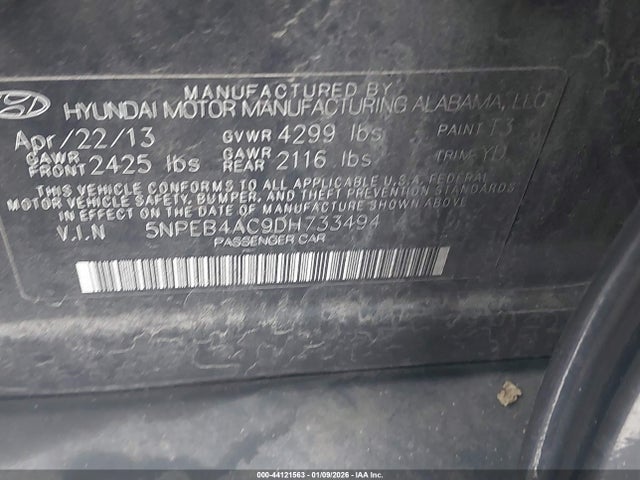 MANUFACTURED BY
HYUNDAI MOTOR MANUFACTURING ALABAMA, LLC
Apr/22/13 GVWR 4299 lbs PAINT T3
GAWR FRONT 2425 lbs GAWR REAR 2116 lbs TRIM YD
THIS VEHICLE CONFORMS TO ALL APPLICABLE U.S.A. FEDERAL
MOTOR VEHICLE SAFETY, BUMPER, AND THEFT PREVENTION STANDARDS
IN EFFECT ON THE DATE OF MANUFACTURE SHOWN ABOVE
V.I.N 5NPEB4AC9DH733494
PASSENGER CAR
000-44121563 - 01/09/2026 - IAA Inc.